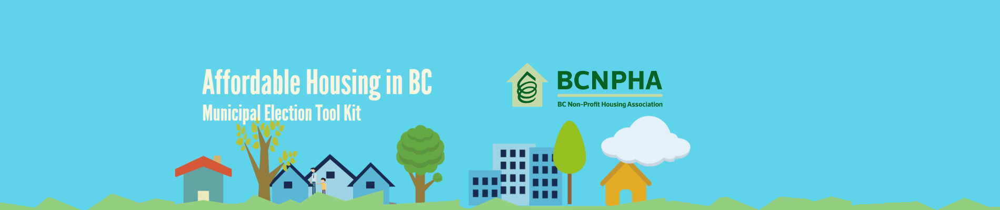 Affordable Housing in BC
Municipal Election Tool Kit
BCNPHA
BC Non-Profit Housing Association